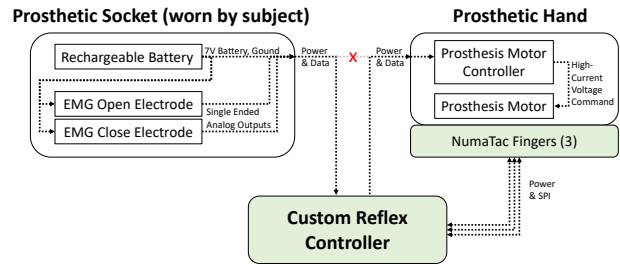 Prosthetic Socket (worn by subject)
Prosthetic Hand
Rechargeable Battery
7V Battery, Gound
Power
& Data
X
Power
& Data
Prosthesis Motor
Controller
High-
Current
Voltage
Command
EMG Open Electrode
Single Ended
Analog Outputs
EMG Close Electrode
Prosthesis Motor
NumaTac Fingers (3)
Power
& SPI
Custom Reflex
Controller